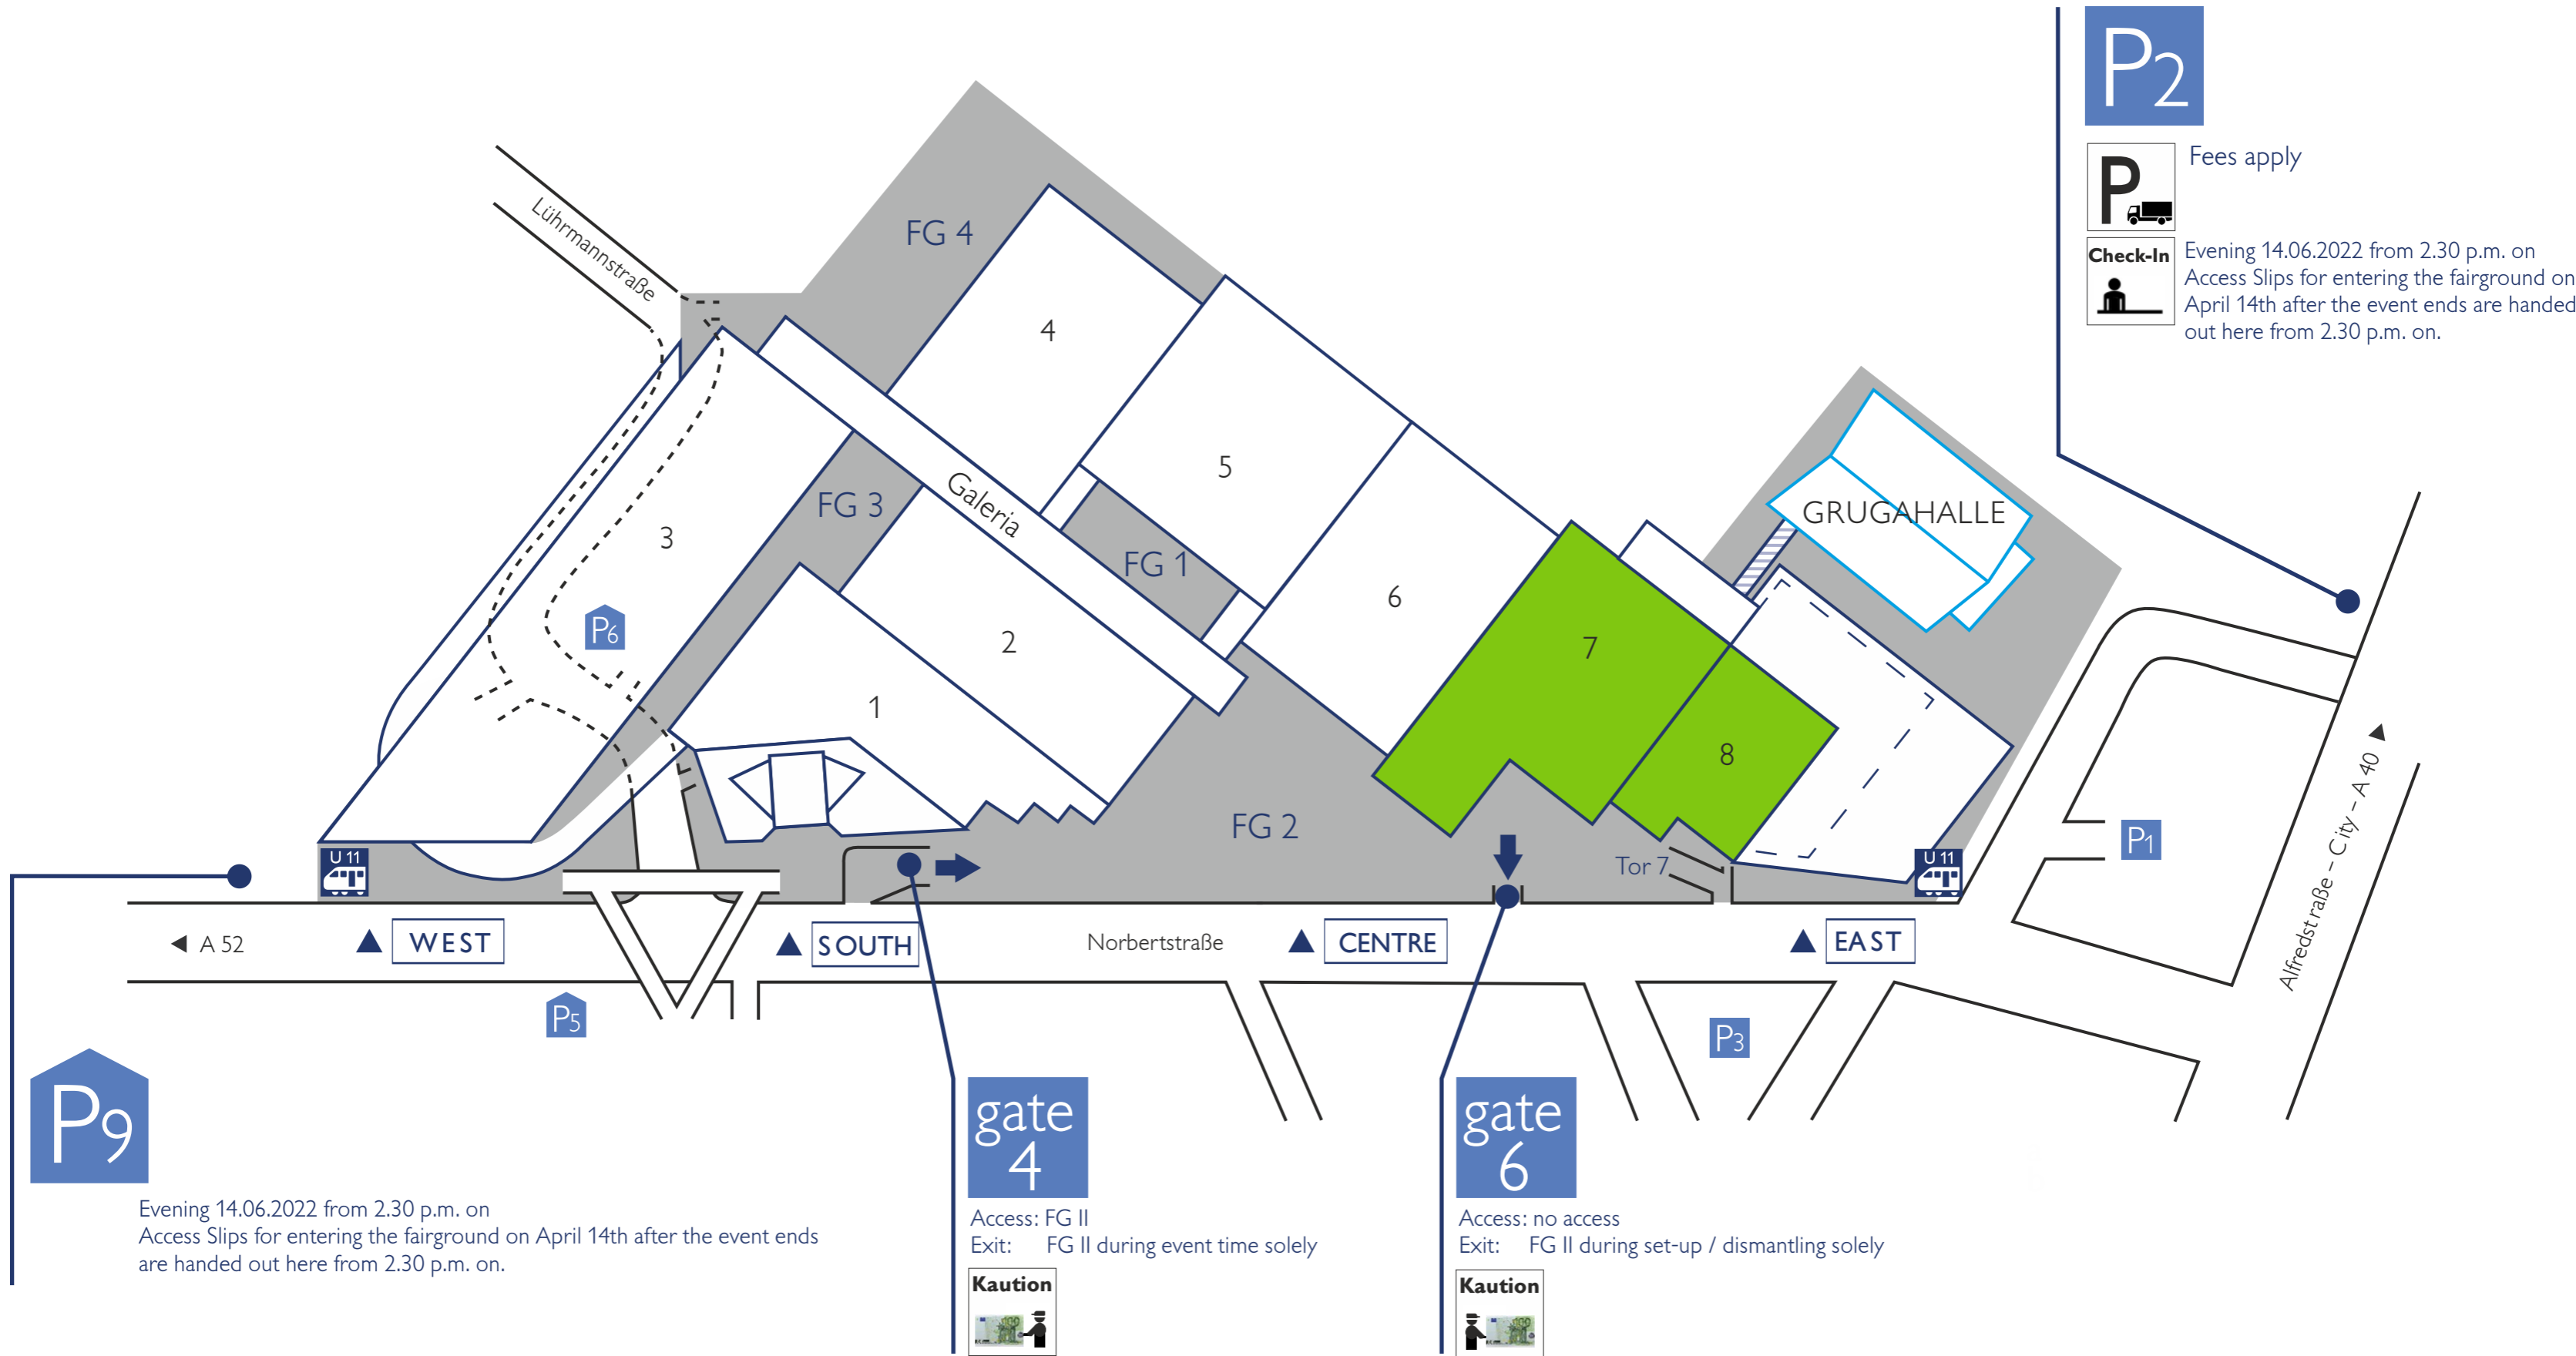 P2
P
Fees apply
Check-In
Evening 14.06.2022 from 2.30 p.m. on
Access Slips for entering the fairground on
April 14th after the event ends are handed
out here from 2.30 p.m. on.
Lührmannstraße
FG 4
4
5
GRUGAHALLE
Galeria
FG 3
3
FG 1
6
P6
2
7
1
8
FG 2
P1
Alfredstraße – City – A 40
U 11
Tor 7
U 11
A 52
WEST
SOUTH
Norbertstraße
CENTRE
EAST
P5
P3
P9
Evening 14.06.2022 from 2.30 p.m. on
Access Slips for entering the fairground on April 14th after the event ends
are handed out here from 2.30 p.m. on.
gate
4
Access: FG II
Exit: FG II during event time solely
Kaution
100
gate
6
Access: no access
Exit: FG II during set-up / dismantling solely
Kaution
100